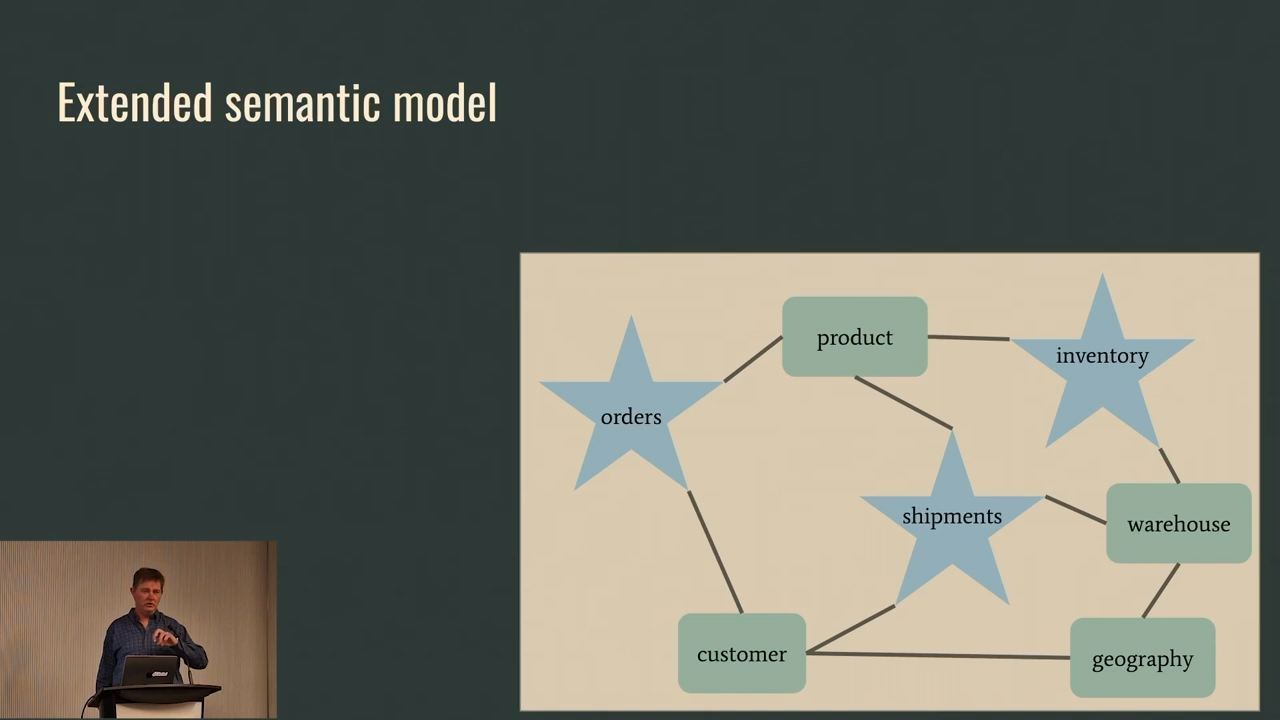 Extended semantic model
product
inventory
orders
shipments
warehouse
customer
geography